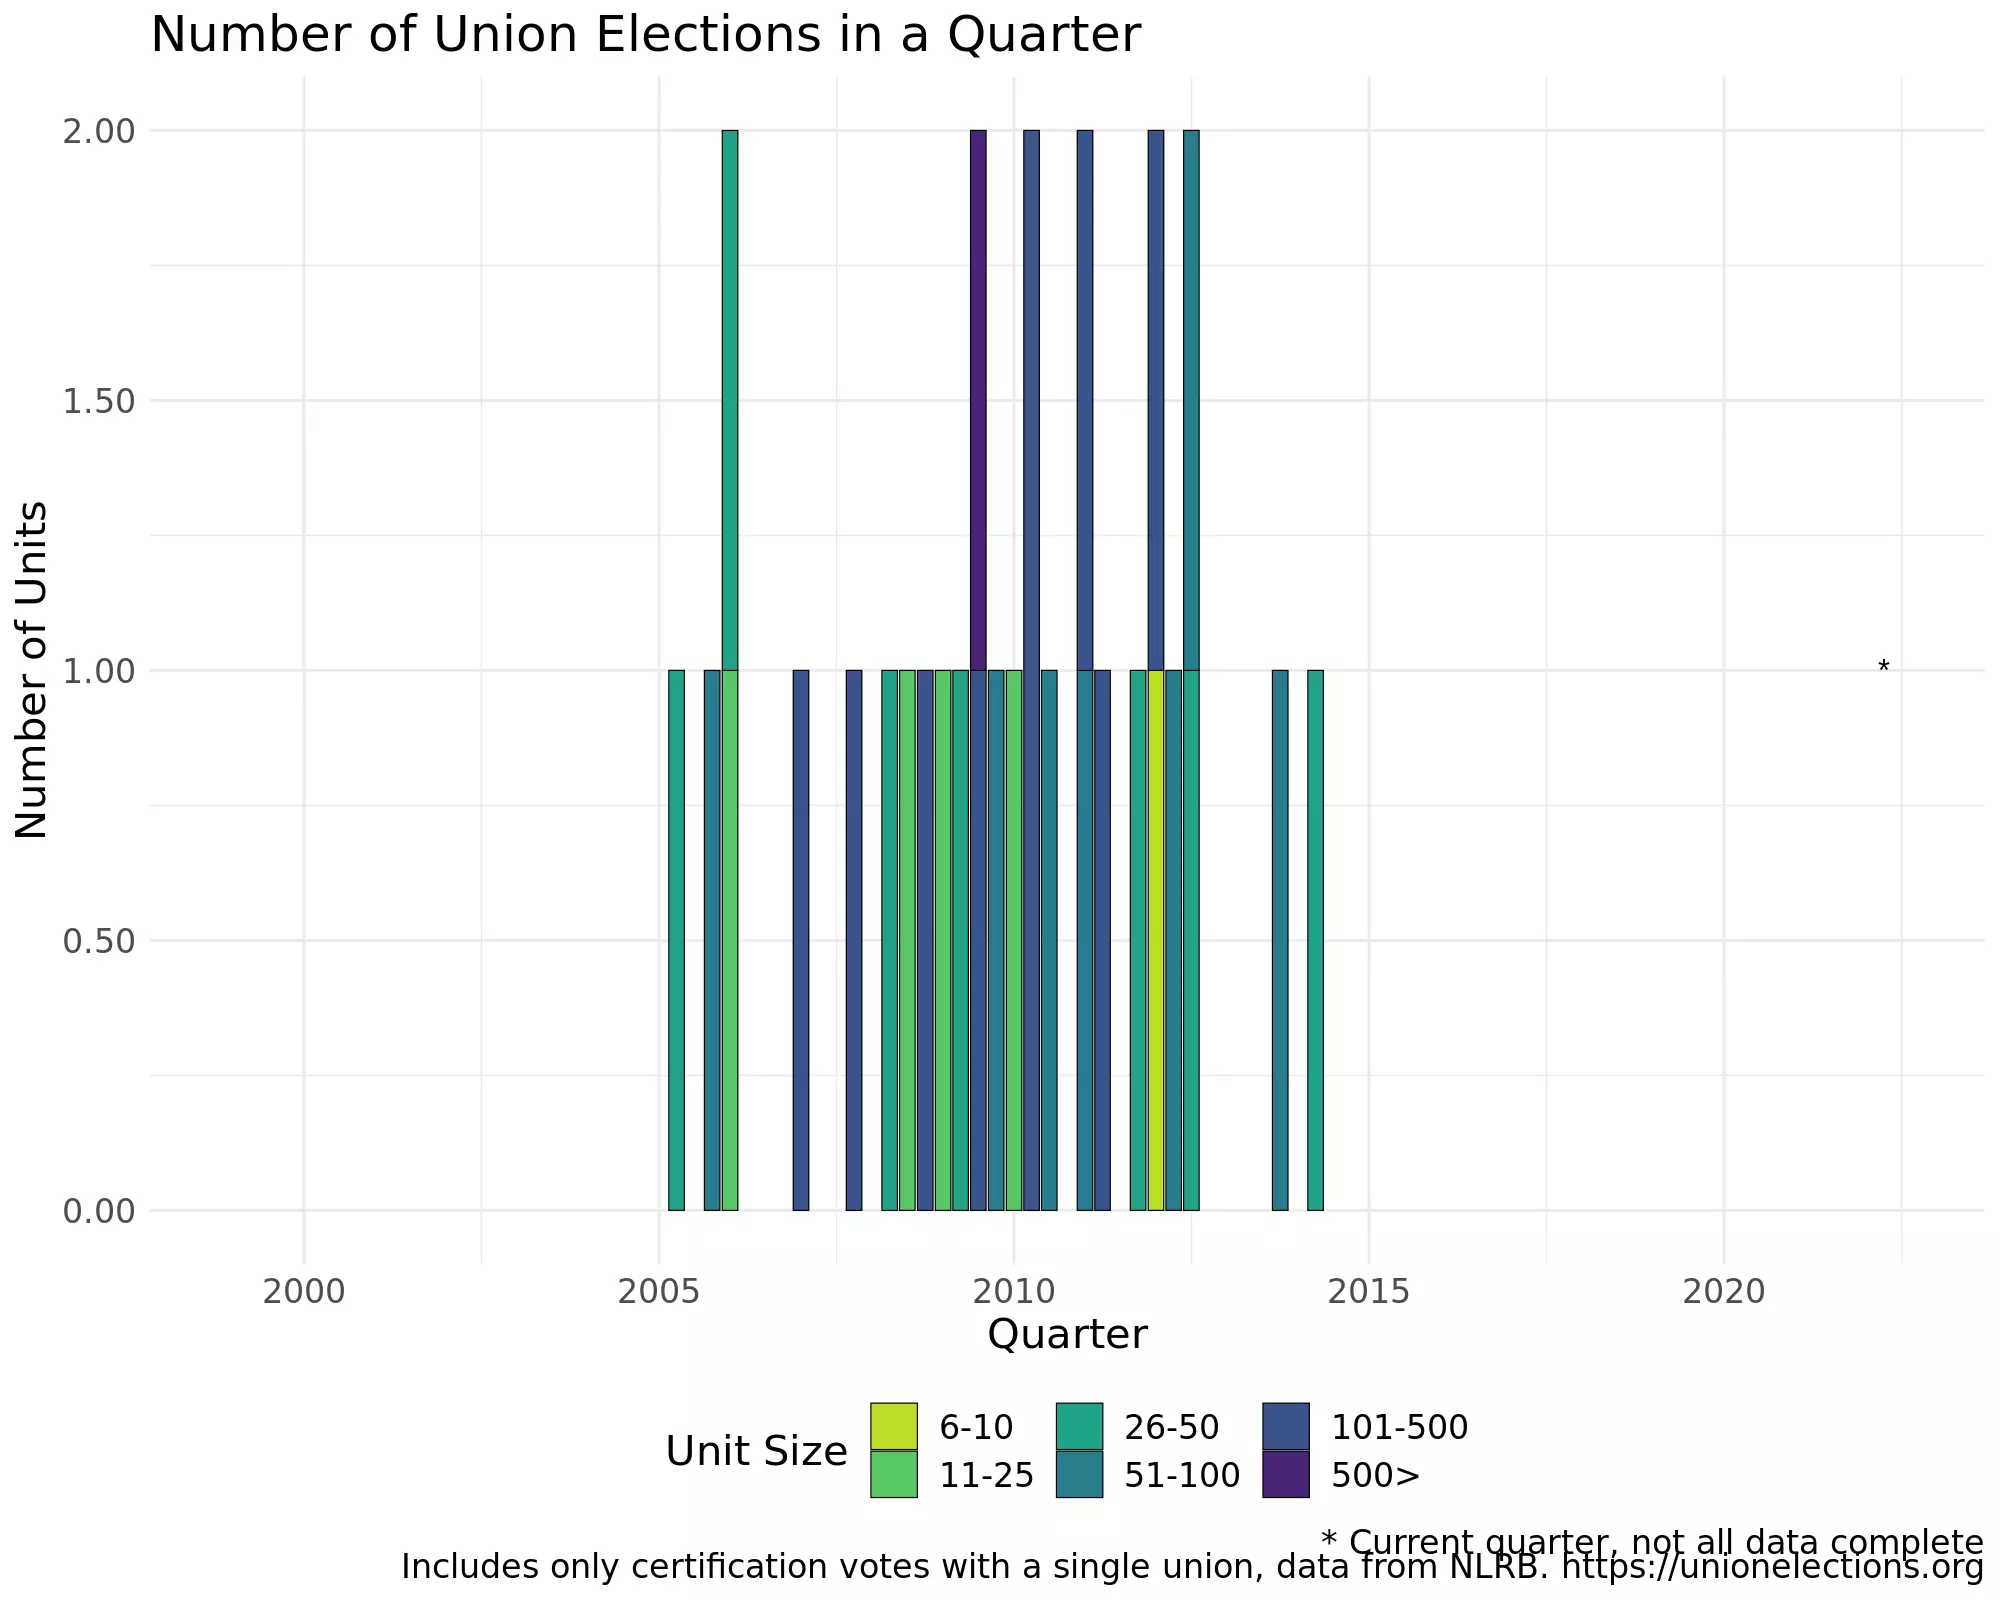 Number of Union Elections in a Quarter
2.00
1.50
1.00
0.50
0.00
Number of Units
*
2000 2005 2010 2015 2020
Quarter
Unit Size
6-10 26-50 101-500
11-25 51-100 500>
* Current quarter, not all data complete
Includes only certification votes with a single union, data from NLRB. https://unionelections.org